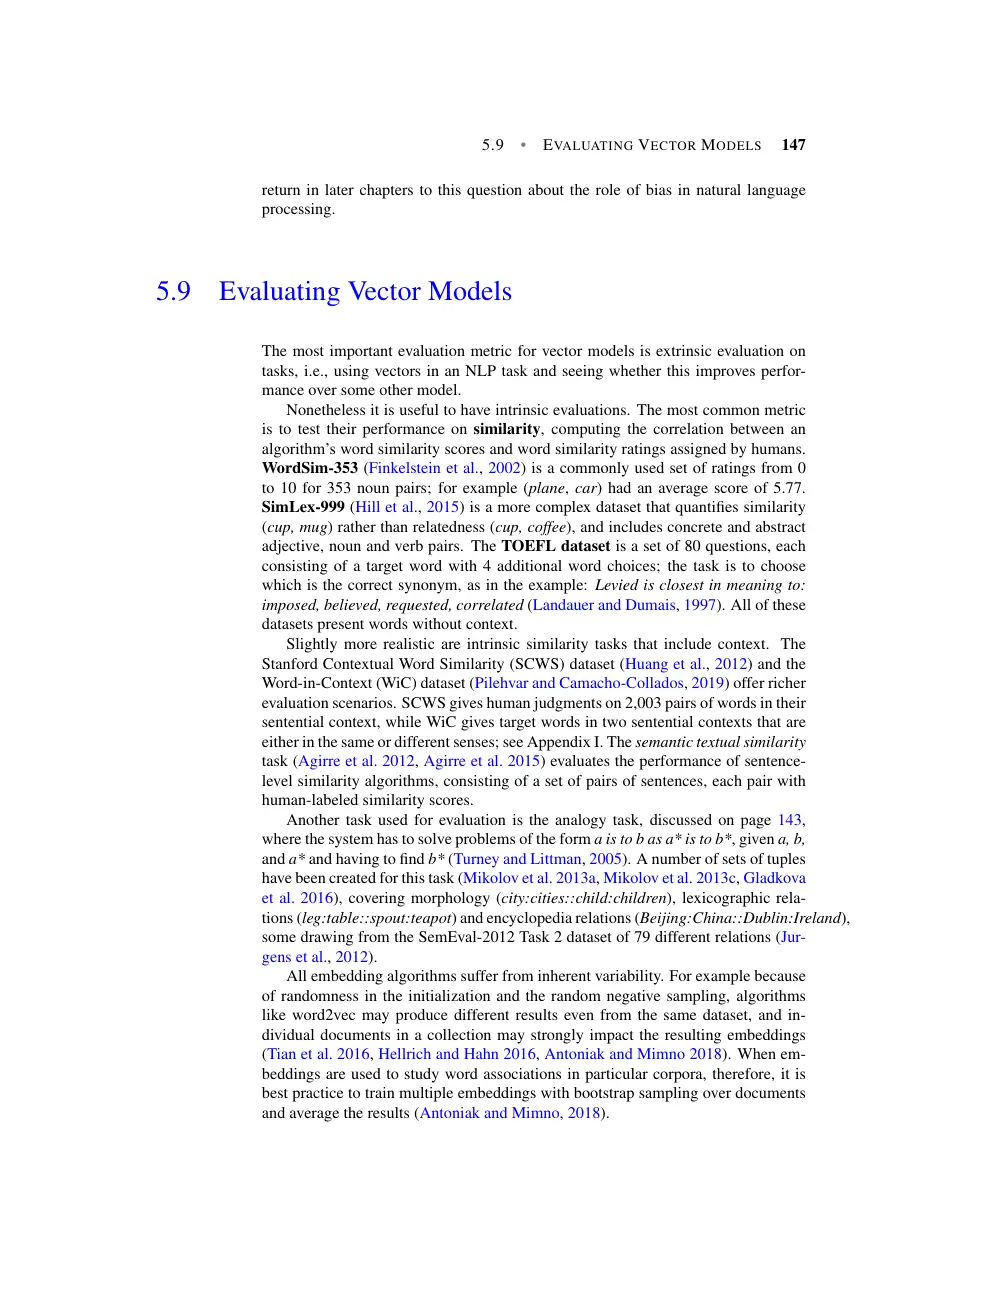 5.9 • EVALUATING VECTOR MODELS 147
return in later chapters to this question about the role of bias in natural language
processing.
5.9 Evaluating Vector Models
The most important evaluation metric for vector models is extrinsic evaluation on
tasks, i.e., using vectors in an NLP task and seeing whether this improves perfor-
mance over some other model.
Nonetheless it is useful to have intrinsic evaluations. The most common metric
is to test their performance on similarity, computing the correlation between an
algorithm's word similarity scores and word similarity ratings assigned by humans.
WordSim-353 (Finkelstein et al., 2002) is a commonly used set of ratings from 0
to 10 for 353 noun pairs; for example (plane, car) had an average score of 5.77.
SimLex-999 (Hill et al., 2015) is a more complex dataset that quantifies similarity
(cup, mug) rather than relatedness (cup, coffee), and includes concrete and abstract
adjective, noun and verb pairs. The TOEFL dataset is a set of 80 questions, each
consisting of a target word with 4 additional word choices; the task is to choose
which is the correct synonym, as in the example: Levied is closest in meaning to:
imposed, believed, requested, correlated (Landauer and Dumais, 1997). All of these
datasets present words without context.
Slightly more realistic are intrinsic similarity tasks that include context. The
Stanford Contextual Word Similarity (SCWS) dataset (Huang et al., 2012) and the
Word-in-Context (WiC) dataset (Pilehvar and Camacho-Collados, 2019) offer richer
evaluation scenarios. SCWS gives human judgments on 2,003 pairs of words in their
sentential context, while WiC gives target words in two sentential contexts that are
either in the same or different senses; see Appendix I. The semantic textual similarity
task (Agirre et al. 2012, Agirre et al. 2015) evaluates the performance of sentence-
level similarity algorithms, consisting of a set of pairs of sentences, each pair with
human-labeled similarity scores.
Another task used for evaluation is the analogy task, discussed on page 143,
where the system has to solve problems of the form a is to b as a* is to b*, given a, b,
and a* and having to find b* (Turney and Littman, 2005). A number of sets of tuples
have been created for this task (Mikolov et al. 2013a, Mikolov et al. 2013c, Gladkova
et al. 2016), covering morphology (city:cities::child:children), lexicographic rela-
tions (leg:table::spout:teapot) and encyclopedia relations (Beijing:China::Dublin:Ireland),
some drawing from the SemEval-2012 Task 2 dataset of 79 different relations (Jur-
gens et al., 2012).
All embedding algorithms suffer from inherent variability. For example because
of randomness in the initialization and the random negative sampling, algorithms
like word2vec may produce different results even from the same dataset, and in-
dividual documents in a collection may strongly impact the resulting embeddings
(Tian et al. 2016, Hellrich and Hahn 2016, Antoniak and Mimno 2018). When em-
beddings are used to study word associations in particular corpora, therefore, it is
best practice to train multiple embeddings with bootstrap sampling over documents
and average the results (Antoniak and Mimno, 2018).